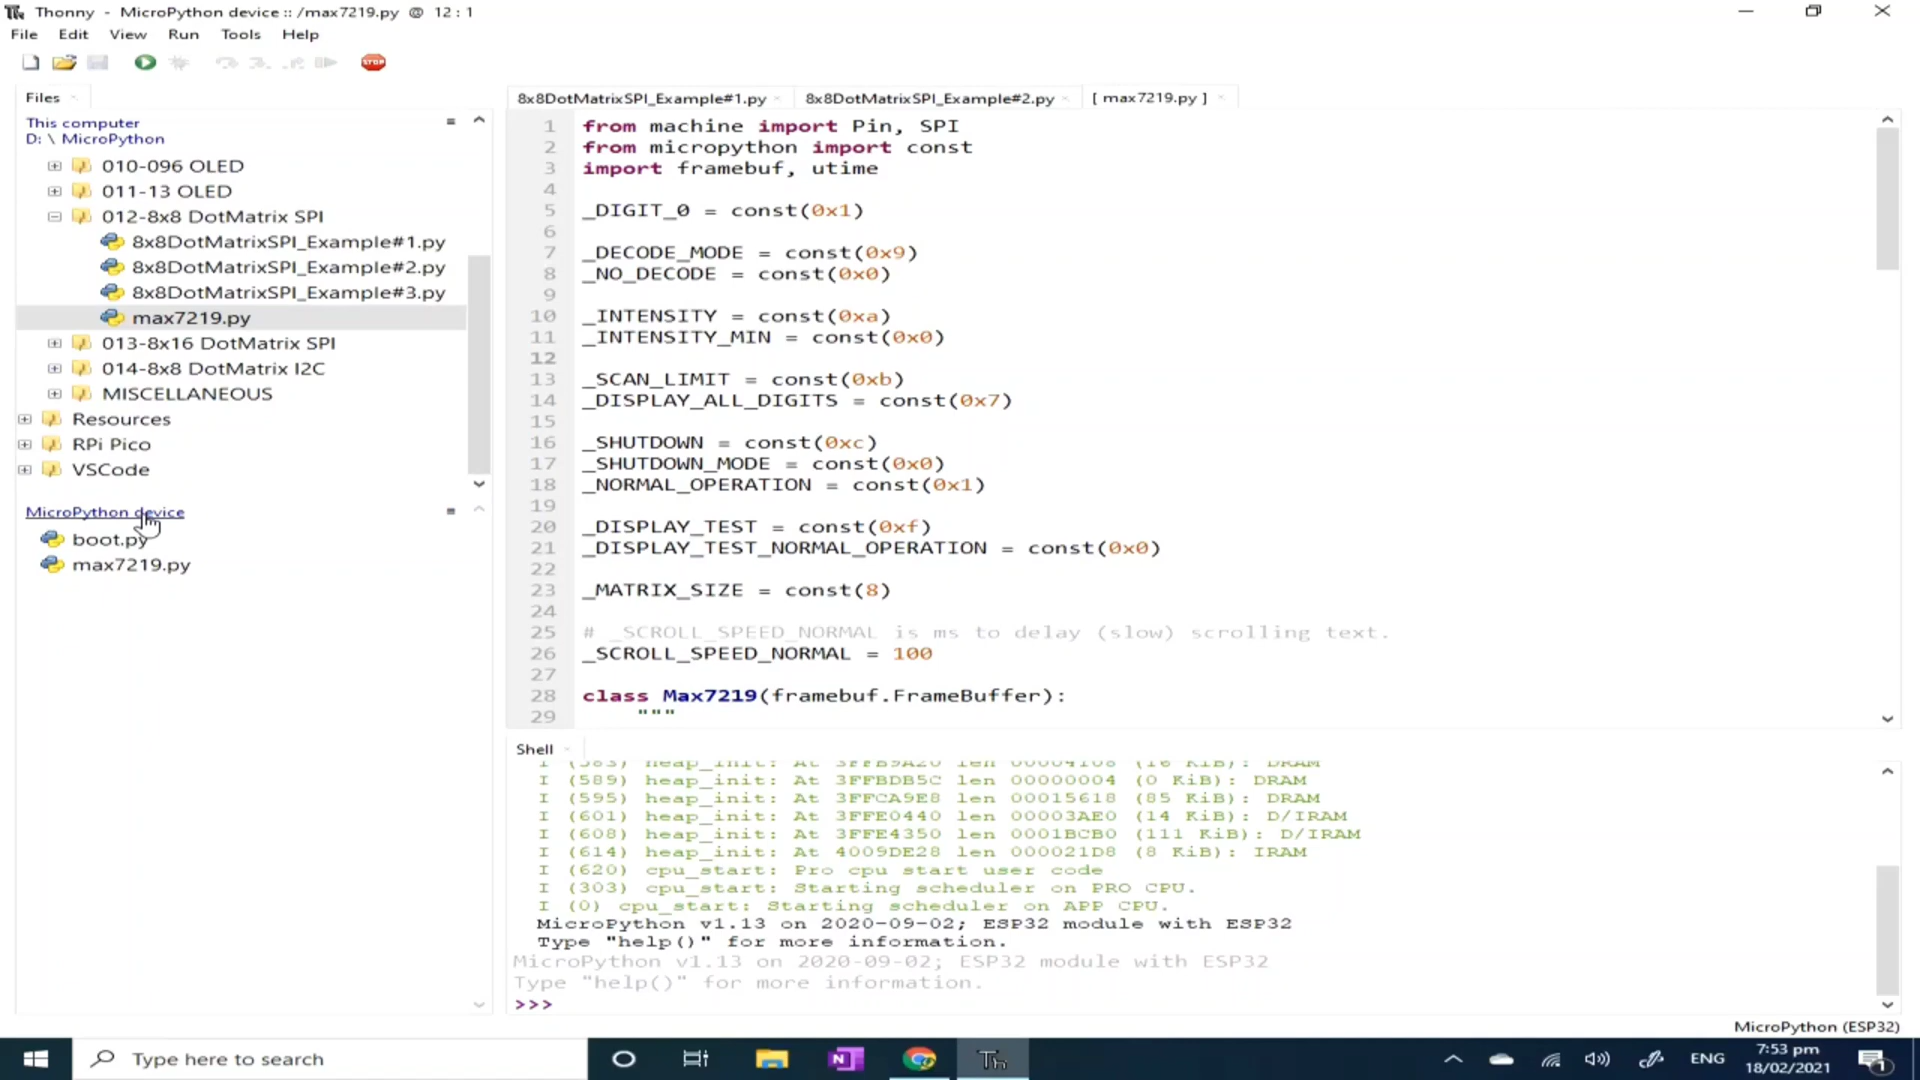 Thonny - MicroPython device :: /max7219.py @ 12 : 1
File Edit View Run Tools Help
STOP
Files
This computer
D: \ MicroPython
010-096 OLED
011-13 OLED
012-8x8 DotMatrix SPI
8x8DotMatrixSPI_Example#1.py
8x8DotMatrixSPI_Example#2.py
8x8DotMatrixSPI_Example#3.py
max7219.py
013-8x16 DotMatrix SPI
014-8x8 DotMatrix I2C
MISCELLANEOUS
Resources
RPi Pico
VSCode
MicroPython device
boot.py
max7219.py
8x8DotMatrixSPI_Example#1.py 8x8DotMatrixSPI_Example#2.py [ max7219.py ]
1 from machine import Pin, SPI
2 from micropython import const
3 import framebuf, utime
4
5 _DIGIT_0 = const(0x1)
6
7 _DECODE_MODE = const(0x9)
8 _NO_DECODE = const(0x0)
9
10 _INTENSITY = const(0xa)
11 _INTENSITY_MIN = const(0x0)
12
13 _SCAN_LIMIT = const(0xb)
14 _DISPLAY_ALL_DIGITS = const(0x7)
15
16 _SHUTDOWN = const(0xc)
17 _SHUTDOWN_MODE = const(0x0)
18 _NORMAL_OPERATION = const(0x1)
19
20 _DISPLAY_TEST = const(0xf)
21 _DISPLAY_TEST_NORMAL_OPERATION = const(0x0)
22
23 _MATRIX_SIZE = const(8)
24
25 # _SCROLL_SPEED_NORMAL is ms to delay (slow) scrolling text.
26 _SCROLL_SPEED_NORMAL = 100
27
28 class Max7219(framebuf.FrameBuffer):
29 """
Shell
I (583) heap_init: At 3FFB9A20 len 00004108 (16 KiB): DRAM
I (589) heap_init: At 3FFBDB5C len 00000004 (0 KiB): DRAM
I (595) heap_init: At 3FFCA9E8 len 00015618 (85 KiB): DRAM
I (601) heap_init: At 3FFE0440 len 00003AE0 (14 KiB): D/IRAM
I (608) heap_init: At 3FFE4350 len 0001BCB0 (111 KiB): D/IRAM
I (614) heap_init: At 4009DE28 len 000021D8 (8 KiB): IRAM
I (620) cpu_start: Pro cpu start user code
I (303) cpu_start: Starting scheduler on PRO CPU.
I (0) cpu_start: Starting scheduler on APP CPU.
MicroPython v1.13 on 2020-09-02; ESP32 module with ESP32
Type "help()" for more information.
MicroPython v1.13 on 2020-09-02; ESP32 module with ESP32
Type "help()" for more information.
>>>
MicroPython (ESP32)
Type here to search
N
Th
ENG
7:53 pm
18/02/2021
1